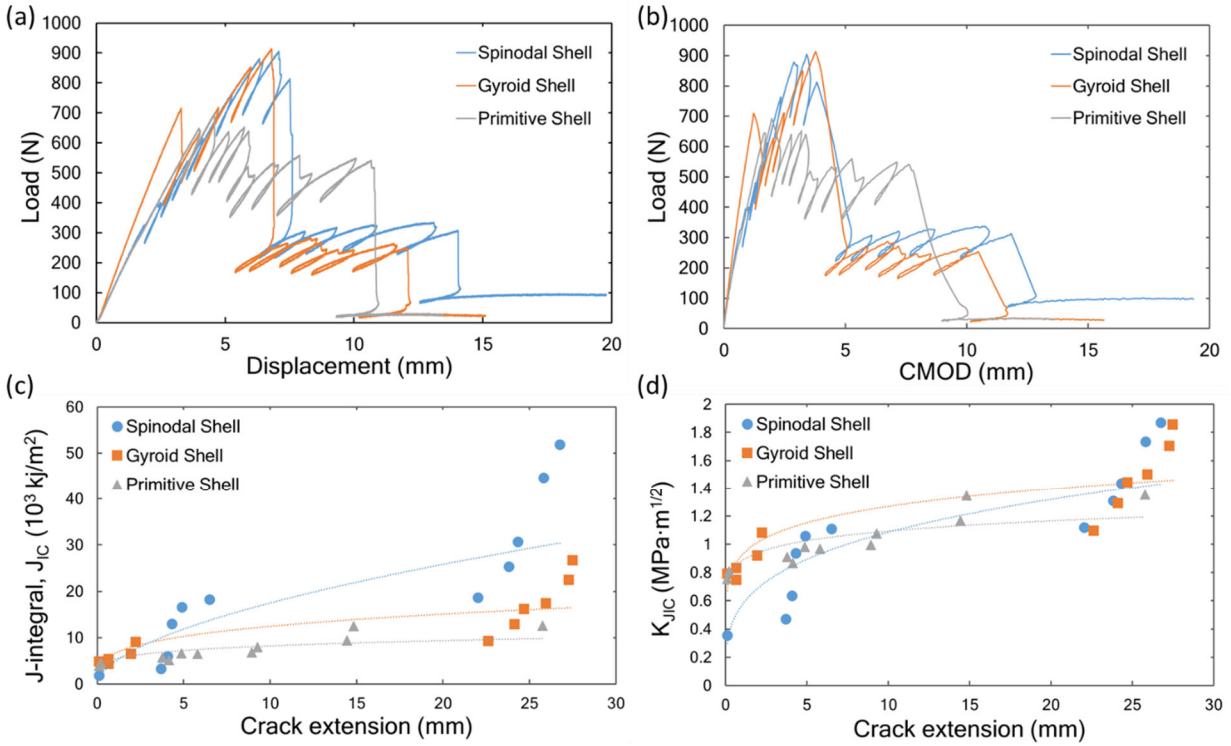 (a)
1000
900
800
700
600
500
400
300
200
100
0
Load (N)
Spinodal Shell
Gyroid Shell
Primitive Shell
0 5 10 15 20
Displacement (mm)
(b)
1000
900
800
700
600
500
400
300
200
100
0
Load (N)
Spinodal Shell
Gyroid Shell
Primitive Shell
0 5 10 15 20
CMOD (mm)
(c)
60
50
40
30
20
10
0
J-integral, J_IC (10³ kj/m²)
Spinodal Shell
Gyroid Shell
Primitive Shell
0 5 10 15 20 25 30
Crack extension (mm)
(d)
2
1.8
1.6
1.4
1.2
1
0.8
0.6
0.4
0.2
0
K_JIC (MPa·m^1/2)
Spinodal Shell
Gyroid Shell
Primitive Shell
0 5 10 15 20 25 30
Crack extension (mm)